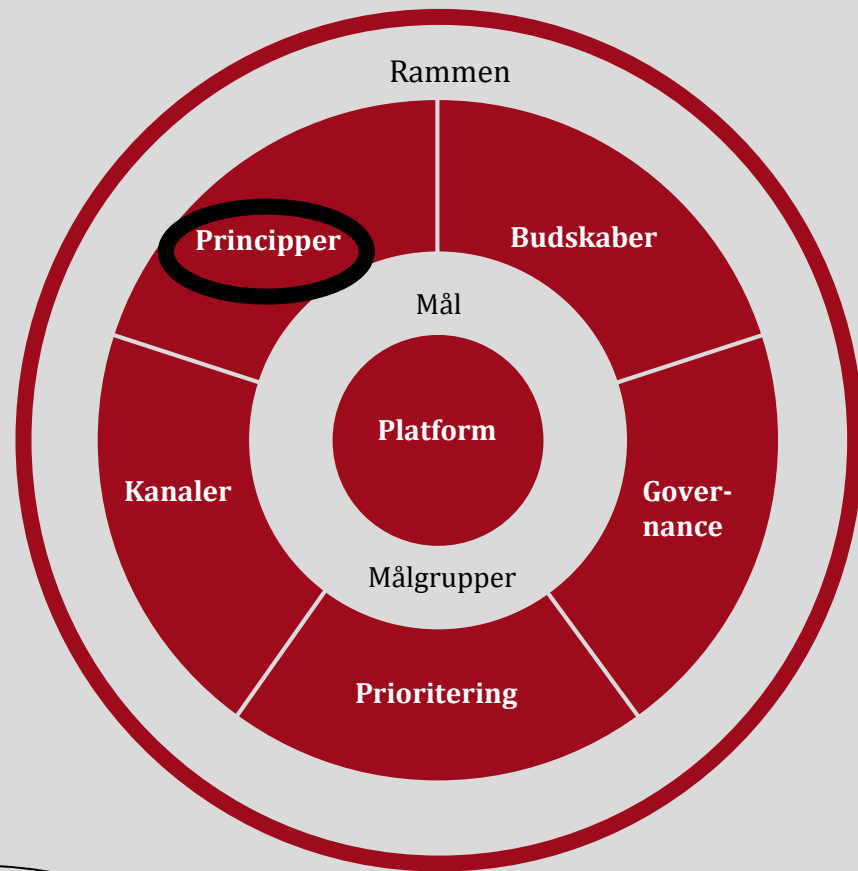 Rammen
Principper
Budskaber
Mål
Platform
Kanaler
Gover-
nance
Målgrupper
Prioritering